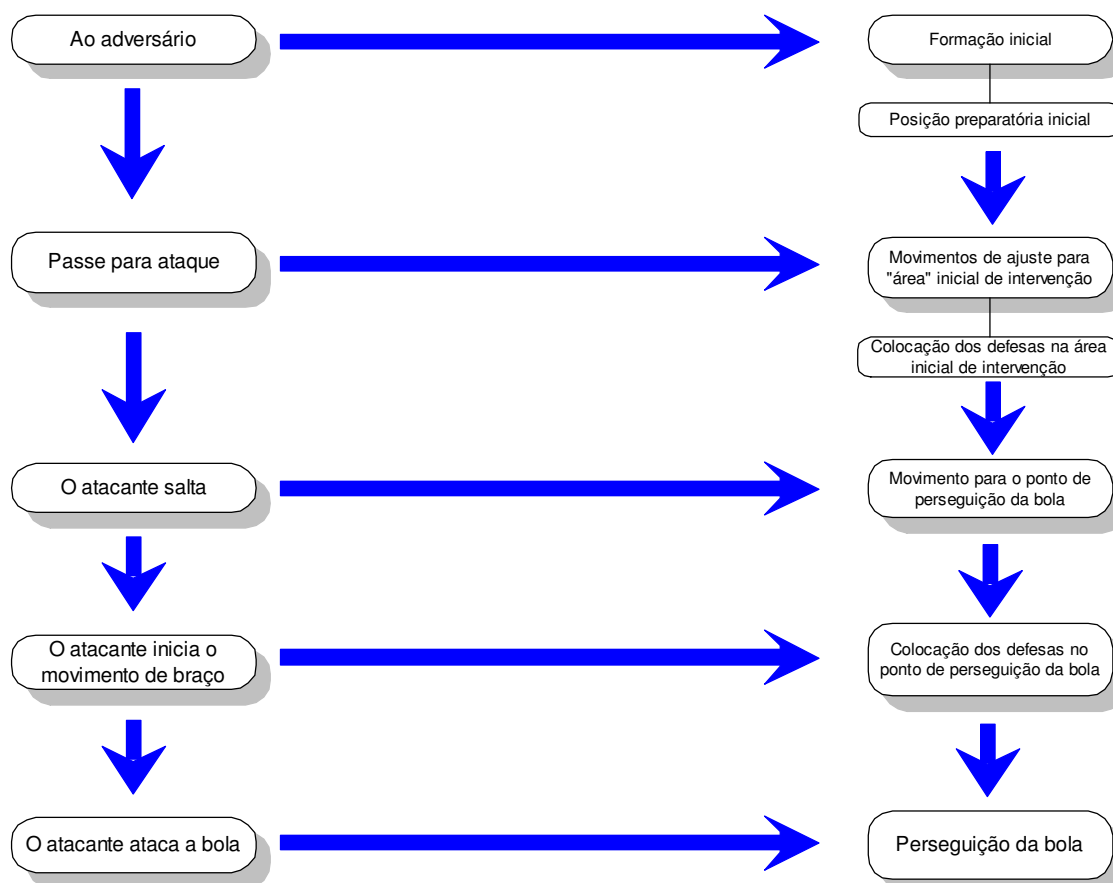 Ao adversário
Formação inicial
Posição preparatória inicial
Passe para ataque
Movimentos de ajuste para
"área" inicial de intervenção
Colocação dos defesas na área
inicial de intervenção
O atacante salta
Movimento para o ponto de
perseguição da bola
O atacante inicia o
movimento de braço
Colocação dos defesas no
ponto de perseguição da bola
O atacante ataca a bola
Perseguição da bola